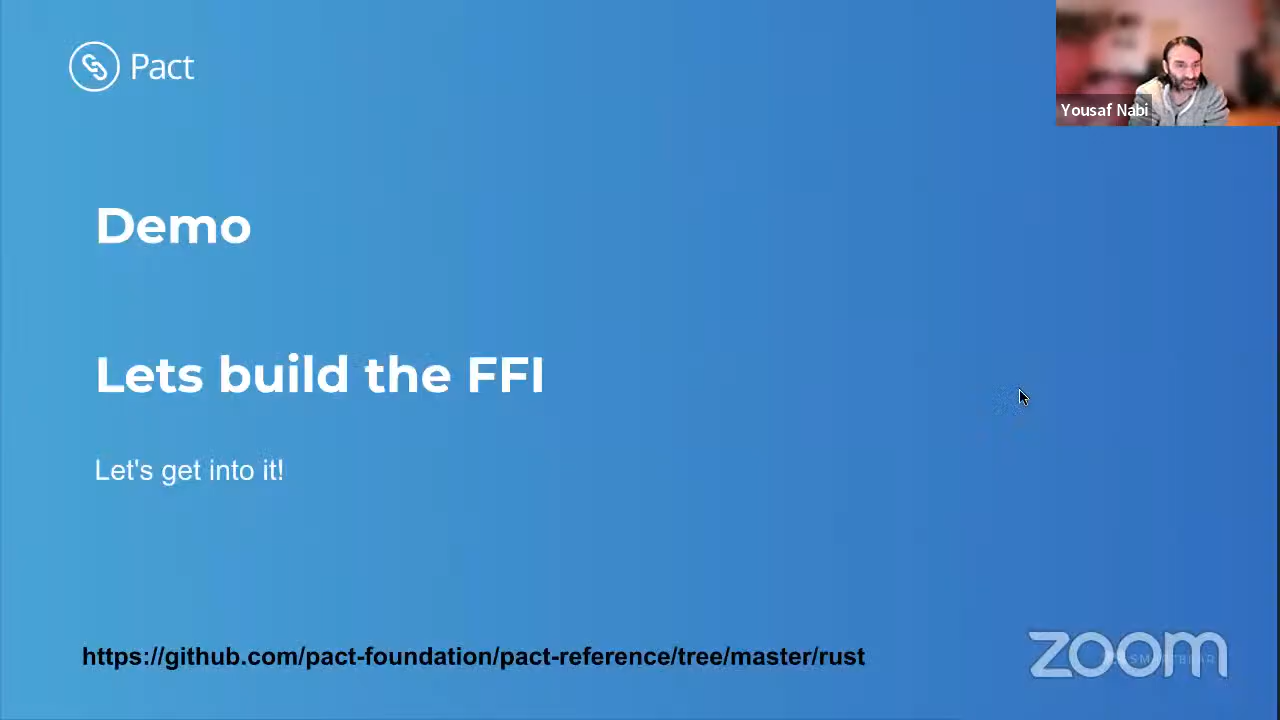 Pact
Yousaf Nabi
Demo
Lets build the FFI
Let's get into it!
https://github.com/pact-foundation/pact-reference/tree/master/rust
zoom
SMARTBEAR